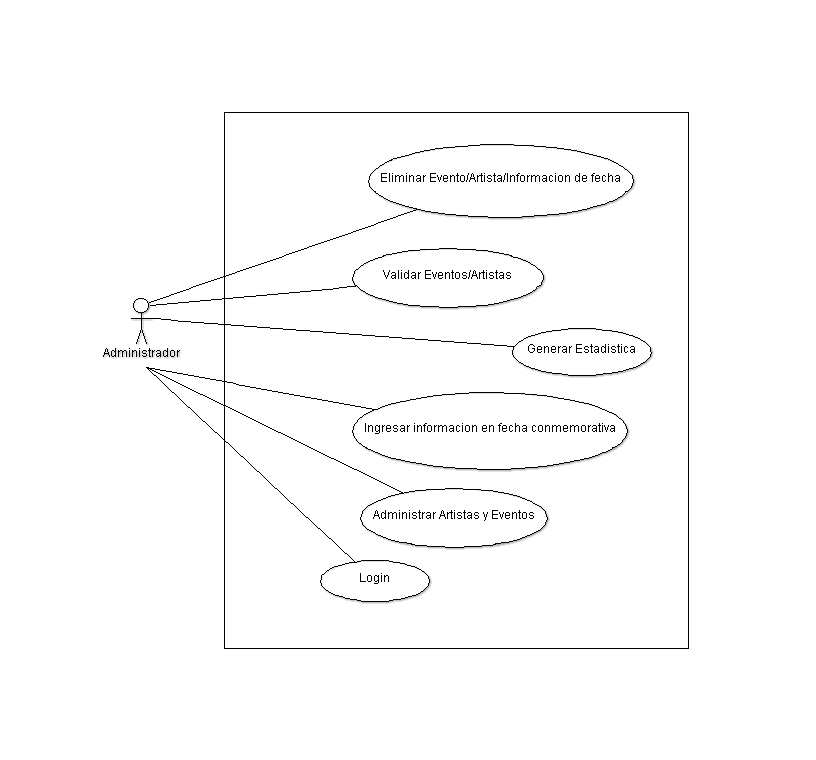 Eliminar Evento/Artista/Informacion de fecha
Validar Eventos/Artistas
Generar Estadistica
Administrador
Ingresar informacion en fecha conmemorativa
Administrar Artistas y Eventos
Login